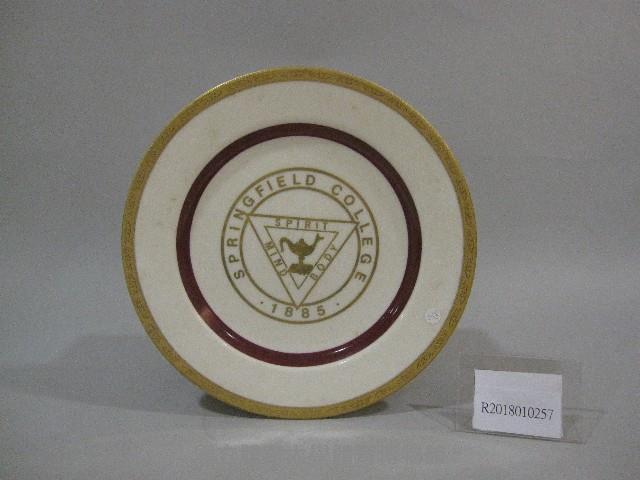 SPRINGFIELD COLLEGE
SPIRIT
MIND
BODY
· 1885 ·
R2018010257